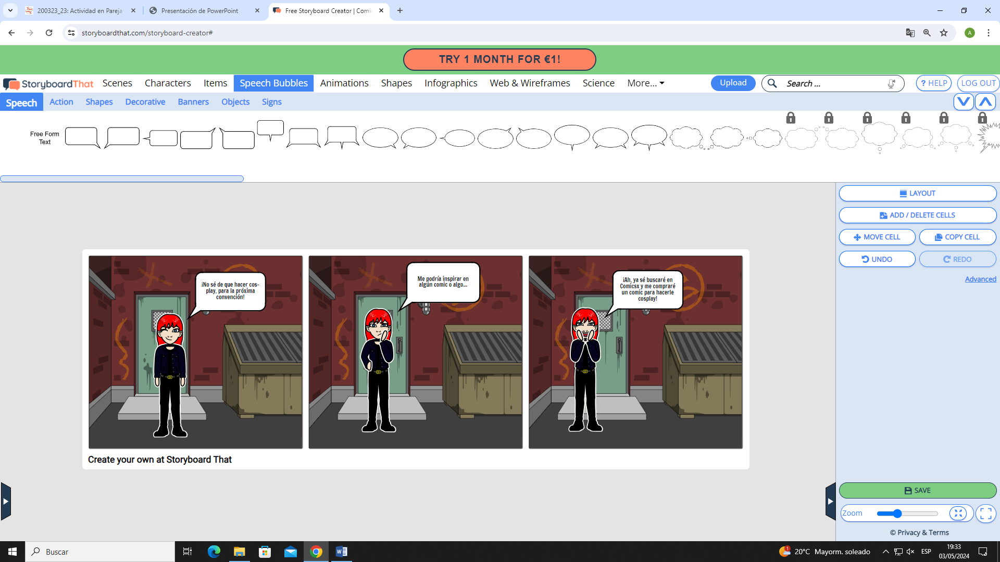 200323_23: Actividad en Pareja
Presentación de PowerPoint
Free Storyboard Creator | Comic
storyboardthat.com/storyboard-creator#
A
TRY 1 MONTH FOR €1!
StoryboardThat
Scenes
Characters
Items
Speech Bubbles
Animations
Shapes
Infographics
Web & Wireframes
Science
More...
Upload
Search ...
? HELP
LOG OUT
Speech
Action
Shapes
Decorative
Banners
Objects
Signs
Free Form
Text
LAYOUT
ADD / DELETE CELLS
MOVE CELL
COPY CELL
UNDO
REDO
Advanced
¡No sé de que hacer cos-
play, para la próxima
convención!
Me podría inspirar en
algún comic o algo...
¡Ah, ya sé buscaré en
Comicsx y me compraré
un comic para hacerle
cosplay!
Create your own at Storyboard That
SAVE
Zoom
© Privacy & Terms
Buscar
1
20°C Mayorm. soleado
ESP
19:33
03/05/2024